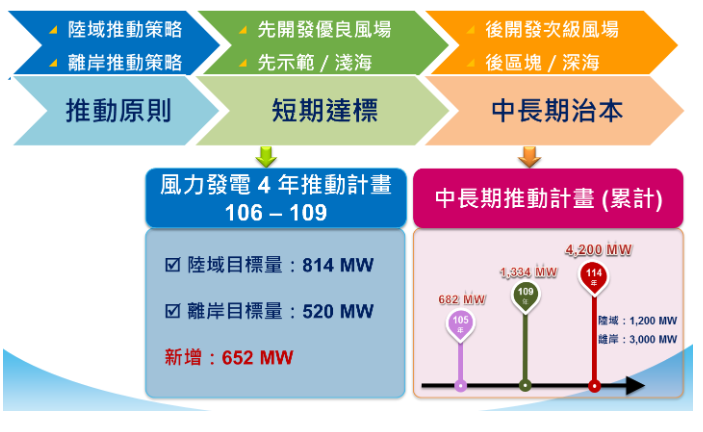 陸域推動策略
離岸推動策略
先開發優良風場
先示範 / 淺海
後開發次級風場
後區塊 / 深海
推動原則
短期達標
中長期治本
風力發電 4 年推動計畫
106 – 109
☑ 陸域目標量：814 MW
☑ 離岸目標量：520 MW
新增：652 MW
中長期推動計畫 (累計)
682 MW
105
年
1,334 MW
109
年
4,200 MW
114
年
陸域：1,200 MW
離岸：3,000 MW